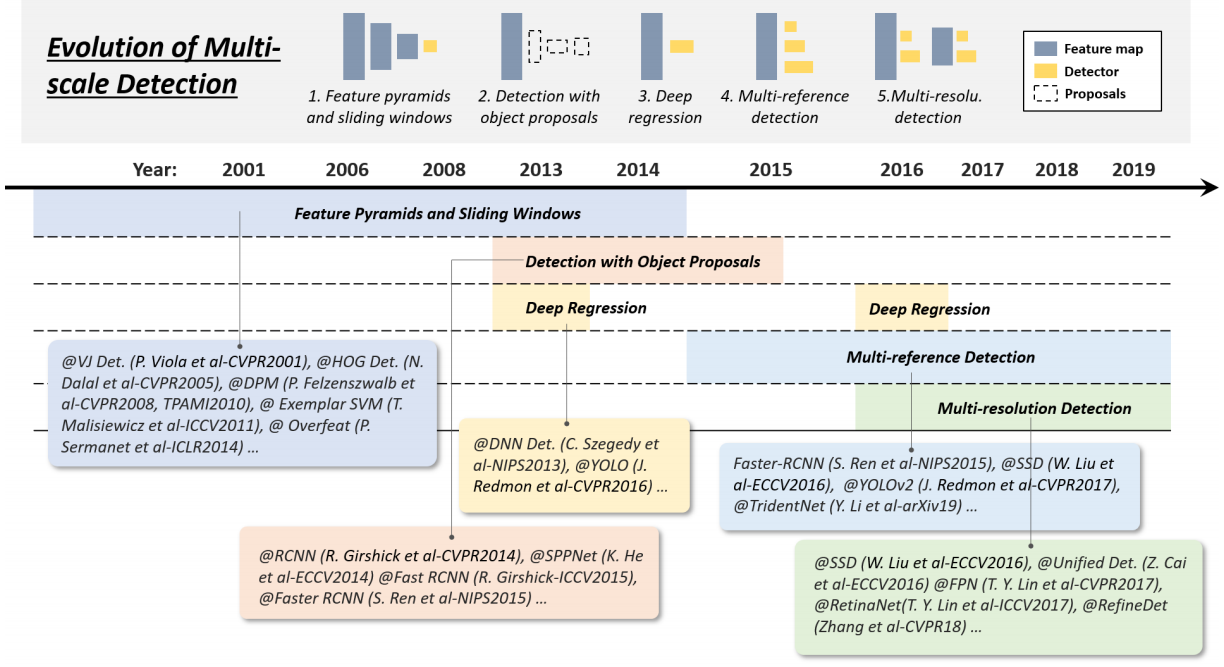 Evolution of Multi-
scale Detection
1. Feature pyramids
and sliding windows
2. Detection with
object proposals
3. Deep
regression
4. Multi-reference
detection
5.Multi-resolu.
detection
Feature map
Detector
Proposals
Year: 2001 2006 2008 2013 2014 2015 2016 2017 2018 2019
Feature Pyramids and Sliding Windows
Detection with Object Proposals
Deep Regression
Deep Regression
Multi-reference Detection
Multi-resolution Detection
@VJ Det. (P. Viola et al-CVPR2001), @HOG Det. (N.
Dalal et al-CVPR2005), @DPM (P. Felzenszwalb et
al-CVPR2008, TPAMI2010), @ Exemplar SVM (T.
Malisiewicz et al-ICCV2011), @ Overfeat (P.
Sermanet et al-ICLR2014) ...
@DNN Det. (C. Szegedy et
al-NIPS2013), @YOLO (J.
Redmon et al-CVPR2016) ...
Faster-RCNN (S. Ren et al-NIPS2015), @SSD (W. Liu et
al-ECCV2016), @YOLOv2 (J. Redmon et al-CVPR2017),
@TridentNet (Y. Li et al-arXiv19) ...
@RCNN (R. Girshick et al-CVPR2014), @SPPNet (K. He
et al-ECCV2014) @Fast RCNN (R. Girshick-ICCV2015),
@Faster RCNN (S. Ren et al-NIPS2015) ...
@SSD (W. Liu et al-ECCV2016), @Unified Det. (Z. Cai
et al-ECCV2016) @FPN (T. Y. Lin et al-CVPR2017),
@RetinaNet(T. Y. Lin et al-ICCV2017), @RefineDet
(Zhang et al-CVPR18) ...